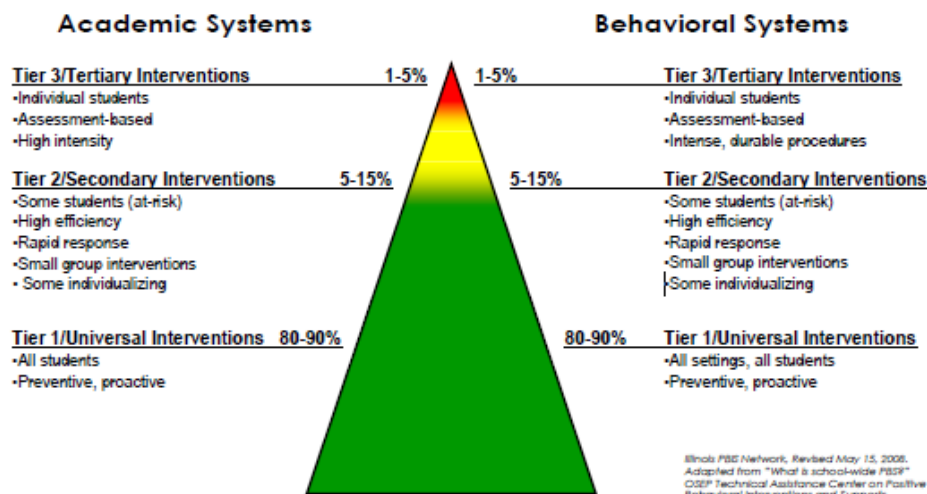 Academic Systems
Behavioral Systems
Tier 3/Tertiary Interventions 1-5%
•Individual students
•Assessment-based
•High intensity
1-5% Tier 3/Tertiary Interventions
•Individual students
•Assessment-based
•Intense, durable procedures
Tier 2/Secondary Interventions 5-15%
•Some students (at-risk)
•High efficiency
•Rapid response
•Small group interventions
• Some individualizing
5-15% Tier 2/Secondary Interventions
•Some students (at-risk)
•High efficiency
•Rapid response
•Small group interventions
•Some individualizing
Tier 1/Universal Interventions 80-90%
•All students
•Preventive, proactive
80-90% Tier 1/Universal Interventions
•All settings, all students
•Preventive, proactive
Illinois PBIS Network, Revised May 15, 2008.
Adapted from "What is school-wide PBS?"
OSEP Technical Assistance Center on Positive
Behavioral Interventions and Supports